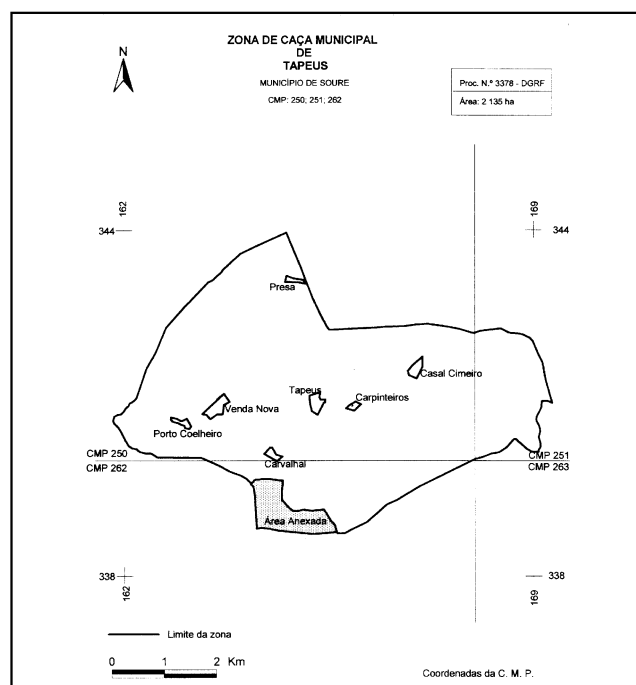 ZONA DE CAÇA MUNICIPAL
DE
TAPEUS
MUNICÍPIO DE SOURE
CMP: 250; 251; 262
N
Proc. N.º 3378 - DGRF
Área: 2 135 ha
162
169
344
344
Presa
Casal Cimeiro
Tapeus
Carpinteiros
Venda Nova
Porto Coelheiro
Carvalhal
CMP 250
CMP 251
CMP 262
CMP 263
Área Anexada
338
338
162
169
Limite da zona
0 1 2 Km
Coordenadas da C. M. P.